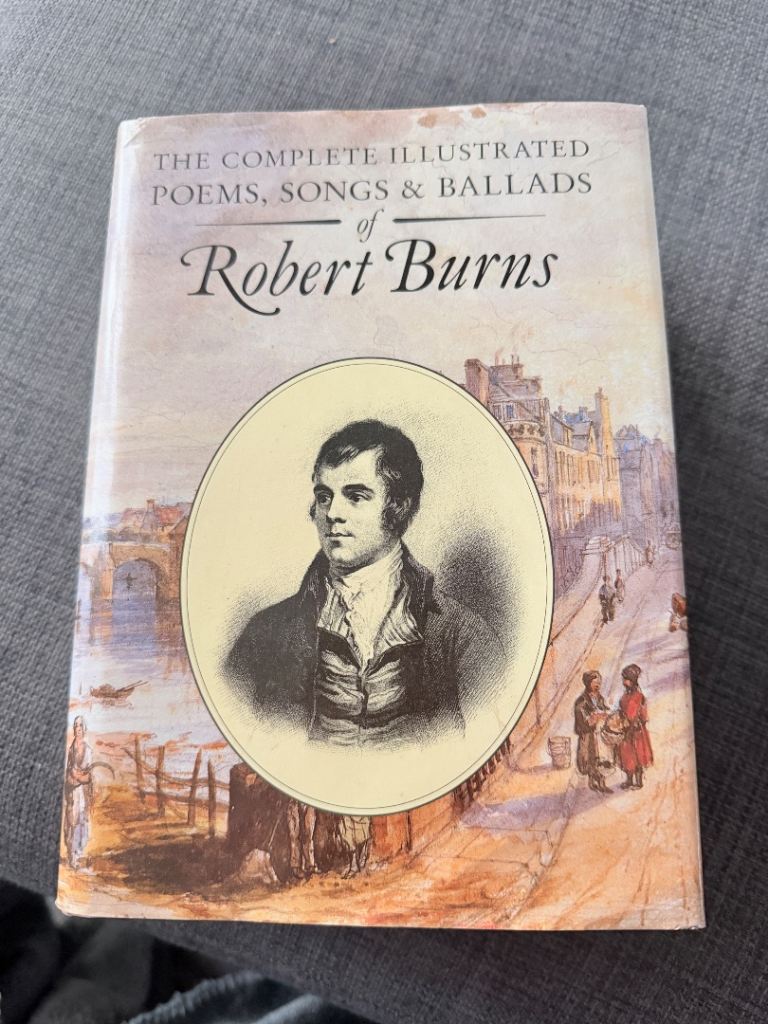 THE COMPLETE ILLUSTRATED
POEMS, SONGS & BALLADS
of
Robert Burns